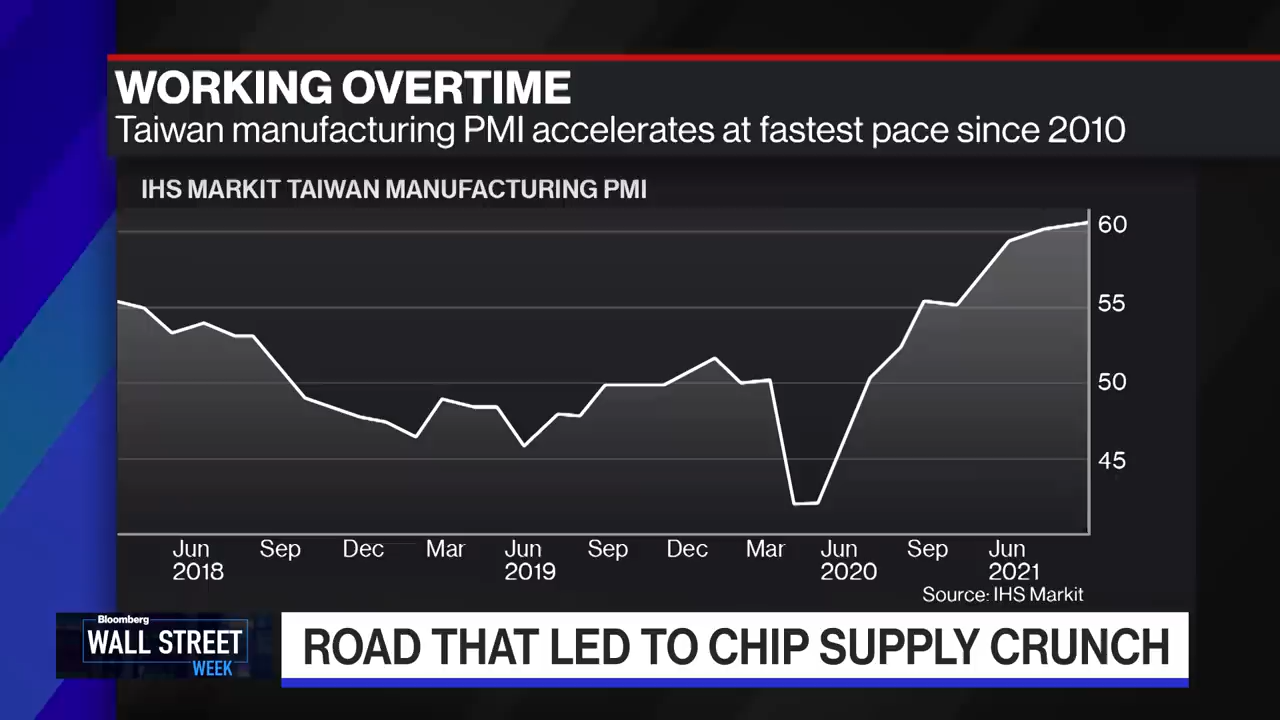 WORKING OVERTIME
Taiwan manufacturing PMI accelerates at fastest pace since 2010
IHS MARKIT TAIWAN MANUFACTURING PMI
60
55
50
45
Jun Sep Dec Mar Jun Sep Dec Mar Jun Sep Jun
2018 2019 2020 2021
Source: IHS Markit
Bloomberg
WALL STREET
WEEK
ROAD THAT LED TO CHIP SUPPLY CRUNCH